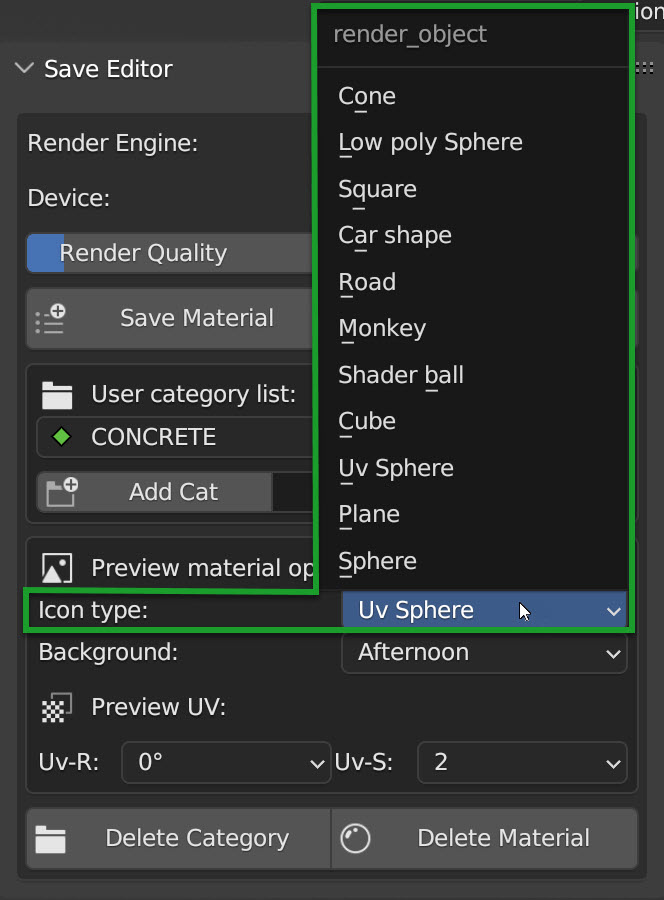 ion
render_object
Save Editor
Cone
Render Engine:
Low poly Sphere
Device:
Square
Car shape
Render Quality
Road
Save Material
Monkey
Shader ball
User category list:
Cube
CONCRETE
Uv Sphere
Add Cat
Plane
Preview material op
Sphere
Icon type: Uv Sphere
Background: Afternoon
Preview UV:
Uv-R: 0° Uv-S: 2
Delete Category Delete Material